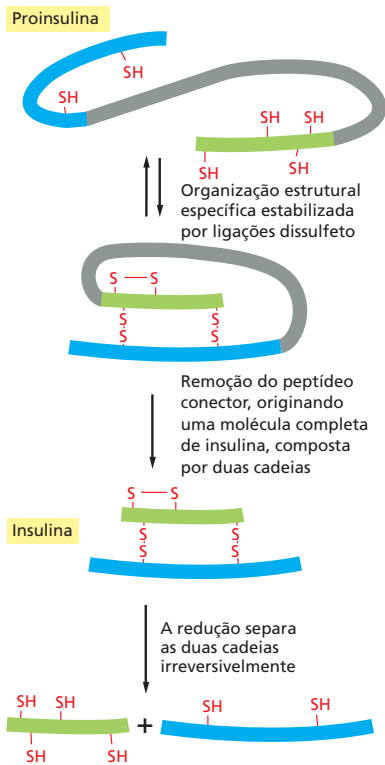 Proinsulina
SH
SH
SH
SH
SH
SH
Organização estrutural
específica estabilizada
por ligações dissulfeto
S — S
S S
S S
Remoção do peptídeo
conector, originando
uma molécula completa
de insulina, composta
por duas cadeias
S — S
Insulina
S S
S S
A redução separa
as duas cadeias
irreversivelmente
SH SH
SH SH
+
SH SH